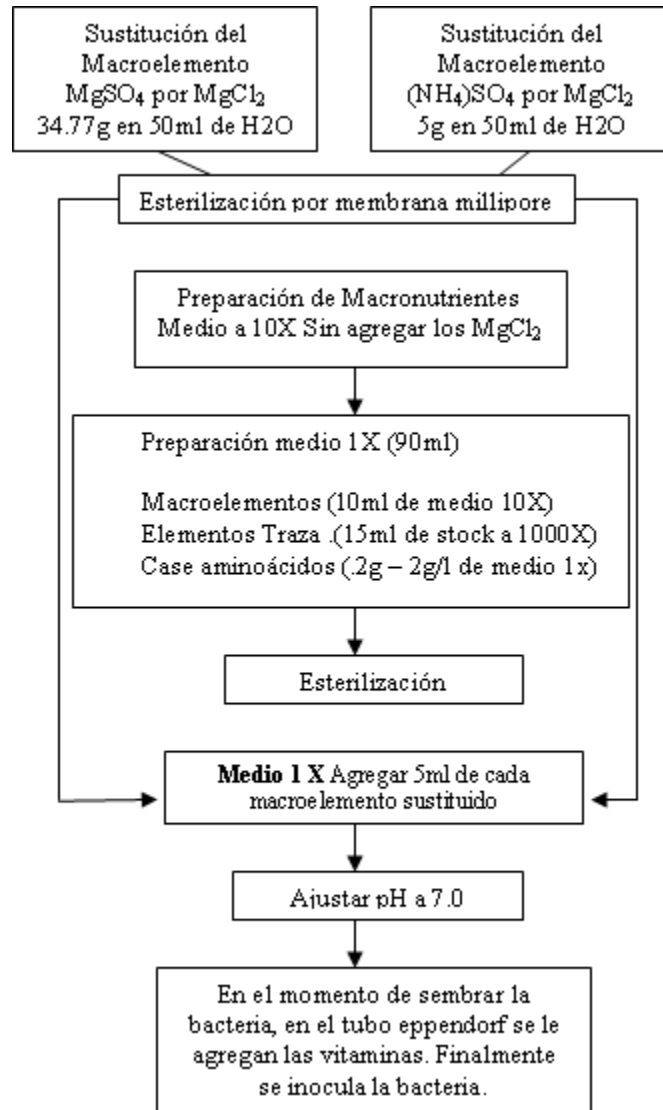 Sustitución del
Macroelemento
MgSO₄ por MgCl₂
34.77g en 50ml de H2O
Sustitución del
Macroelemento
(NH₄)SO₄ por MgCl₂
5g en 50ml de H2O
Esterilización por membrana millipore
Preparación de Macronutrientes
Medio a 10X Sin agregar los MgCl₂
Preparación medio 1X (90ml)
Macroelementos (10ml de medio 10X)
Elementos Traza .(15ml de stock a 1000X)
Case aminoácidos (.2g – 2g/l de medio 1x)
Esterilización
Medio 1 X Agregar 5ml de cada
macroelemento sustituido
Ajustar pH a 7.0
En el momento de sembrar la
bacteria, en el tubo eppendorf se le
agregan las vitaminas. Finalmente
se inocula la bacteria.